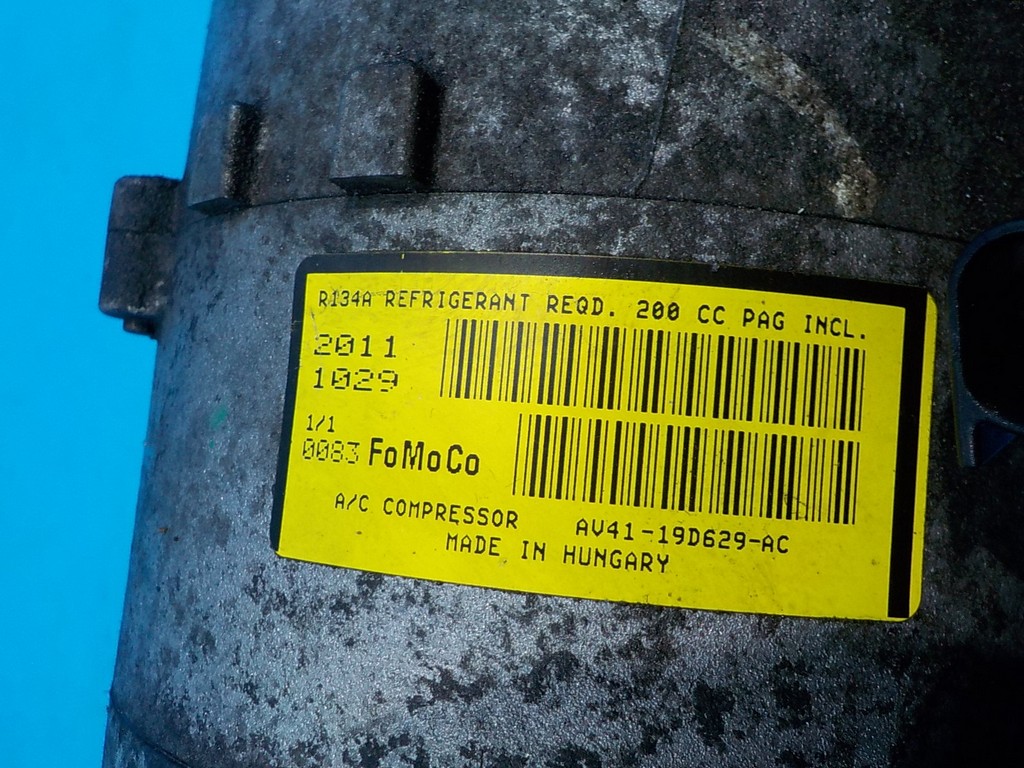 R134A REFRIGERANT REQD. 200 CC PAG INCL.
2011
1029
1/1
0083 FoMoCo
A/C COMPRESSOR AV41-19D629-AC
MADE IN HUNGARY